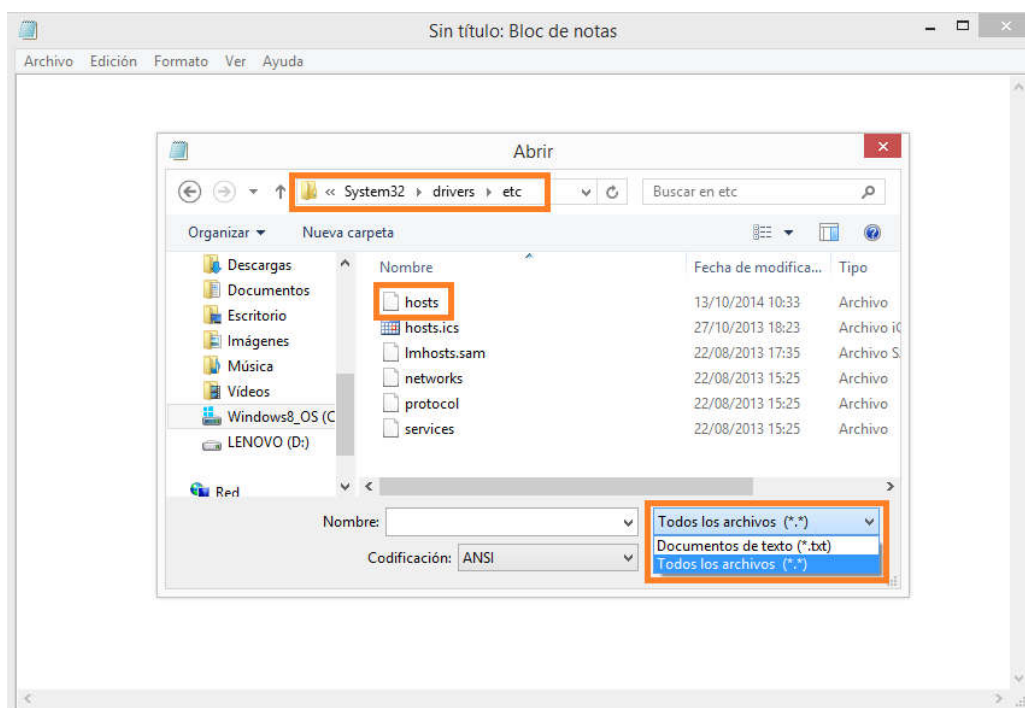 Sin título: Bloc de notas
Archivo Edición Formato Ver Ayuda
Abrir
« System32 drivers etc Buscar en etc
Organizar Nueva carpeta
Nombre Fecha de modifica... Tipo
Descargas
Documentos
Escritorio
Imágenes
Música
Vídeos
Windows8_OS (C
LENOVO (D:)
Red
hosts 13/10/2014 10:33 Archivo
hosts.ics 27/10/2013 18:23 Archivo iC
lmhosts.sam 22/08/2013 17:35 Archivo S
networks 22/08/2013 15:25 Archivo
protocol 22/08/2013 15:25 Archivo
services 22/08/2013 15:25 Archivo
Nombre: Todos los archivos (*.*)
Documentos de texto (*.txt)
Todos los archivos (*.*)
Codificación: ANSI